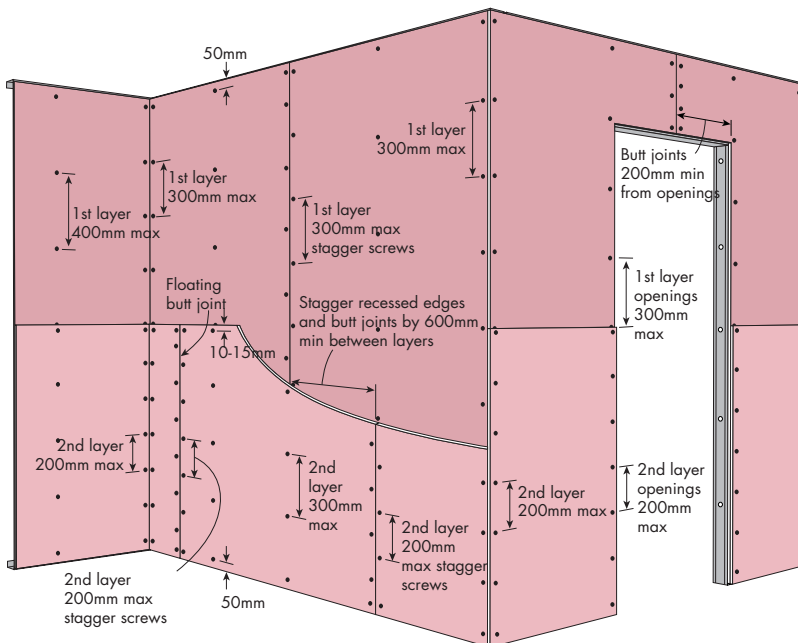 50mm
1st layer
300mm max
Butt joints
200mm min
from openings
1st layer
300mm max
1st layer
400mm max
1st layer
300mm max
stagger screws
Floating
butt joint
Stagger recessed edges
and butt joints by 600mm
min between layers
1st layer
openings
300mm
max
10-15mm
2nd layer
200mm max
2nd
layer
300mm
max
2nd layer
200mm max
2nd layer
openings
200mm
max
2nd layer
200mm
max stagger
screws
2nd layer
200mm max
stagger screws
50mm